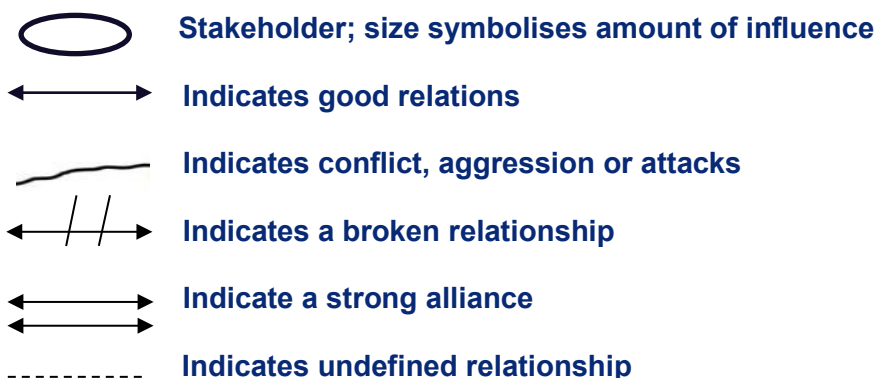 Stakeholder; size symbolises amount of influence
Indicates good relations
Indicates conflict, aggression or attacks
Indicates a broken relationship
Indicate a strong alliance
Indicates undefined relationship